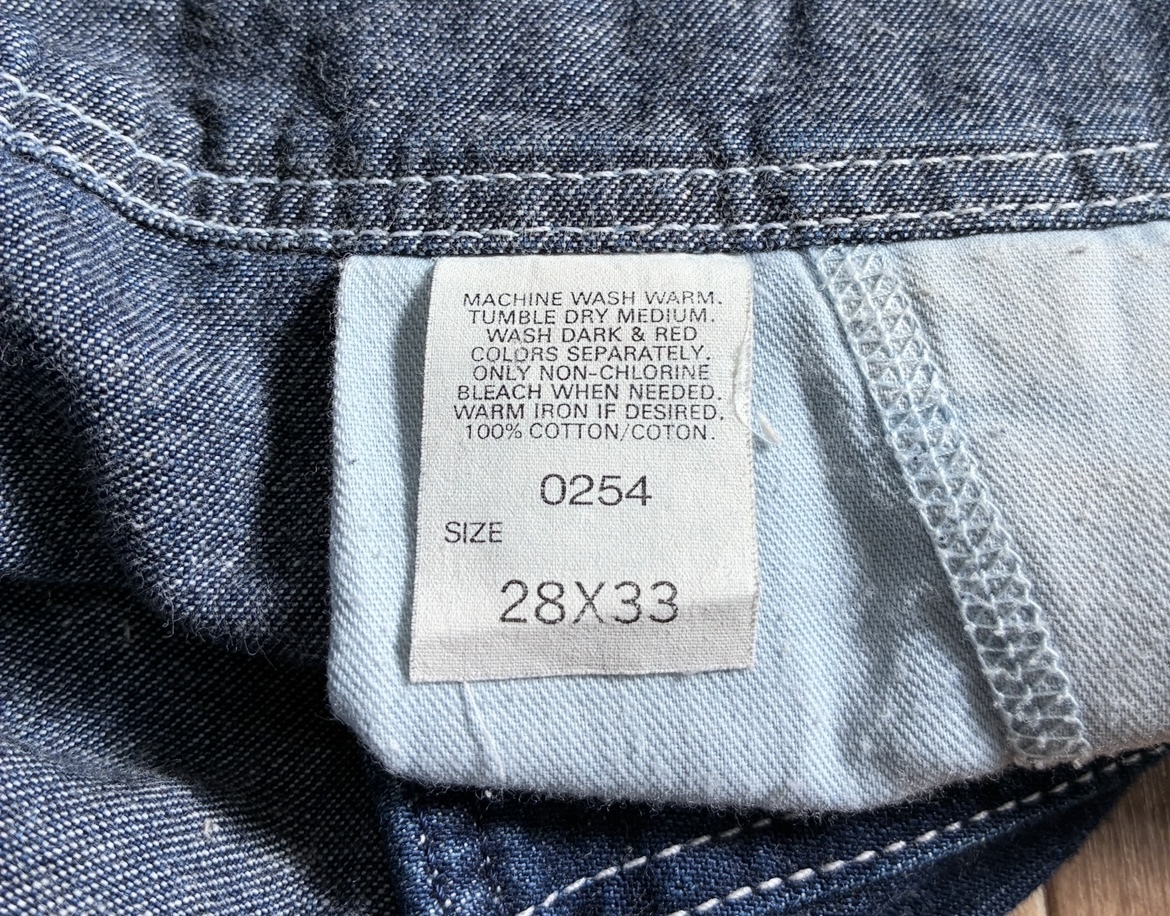 MACHINE WASH WARM.
TUMBLE DRY MEDIUM.
WASH DARK & RED
COLORS SEPARATELY.
ONLY NON-CHLORINE
BLEACH WHEN NEEDED.
WARM IRON IF DESIRED.
100% COTTON/COTON.
0254
SIZE
28X33